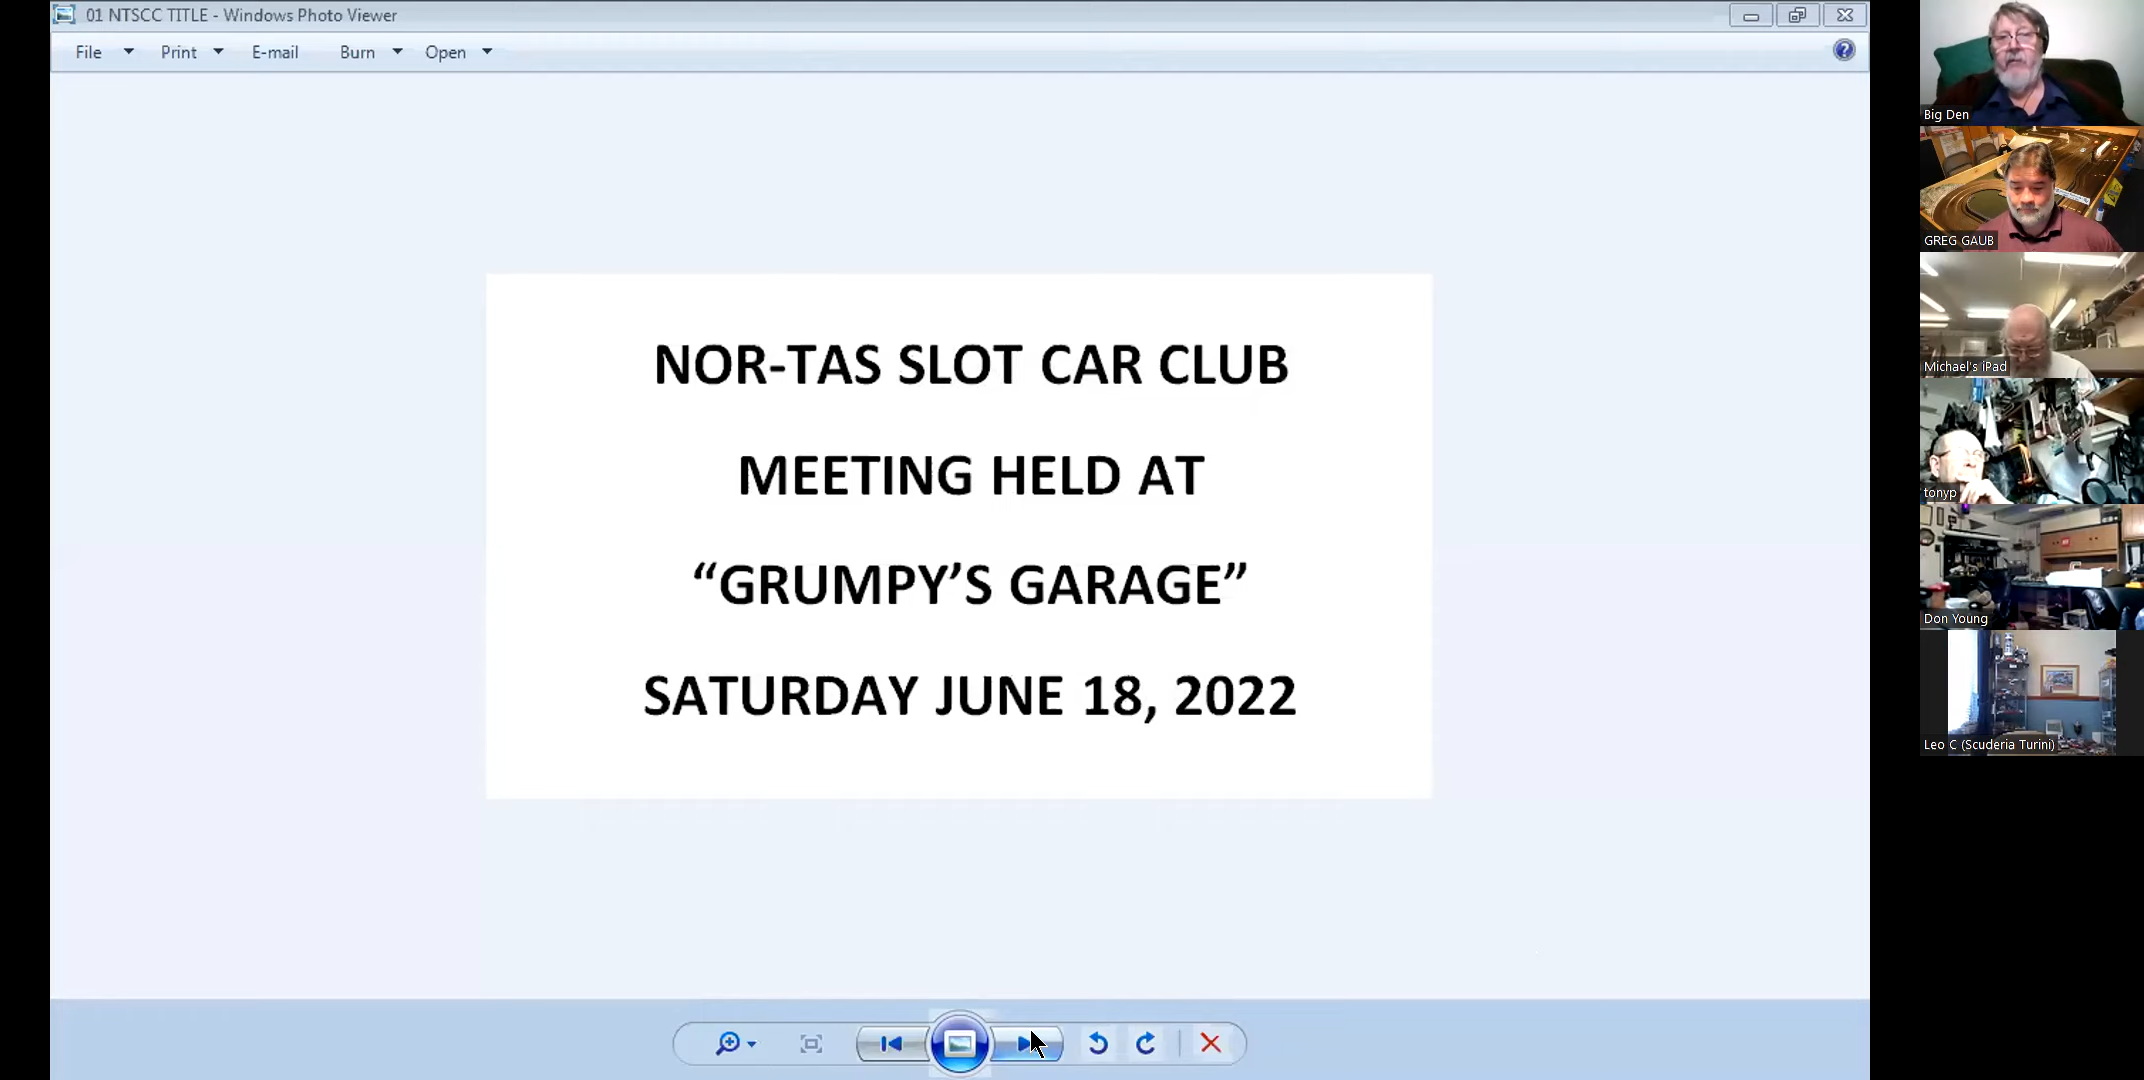 01 NTSCC TITLE - Windows Photo Viewer
File Print E-mail Burn Open
NOR-TAS SLOT CAR CLUB
MEETING HELD AT
“GRUMPY’S GARAGE”
SATURDAY JUNE 18, 2022
Big Den
GREG GAUB
Michael's iPad
tonyp
Don Young
Leo C (Scuderia Turini)